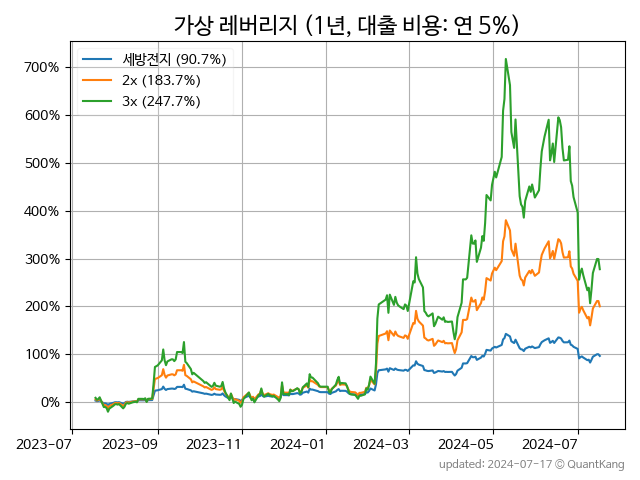 가상 레버리지 (1년, 대출 비용: 연 5%)
세방전지 (90.7%)
2x (183.7%)
3x (247.7%)
700%
600%
500%
400%
300%
200%
100%
0%
2023-07 2023-09 2023-11 2024-01 2024-03 2024-05 2024-07
updated: 2024-07-17 © QuantKang